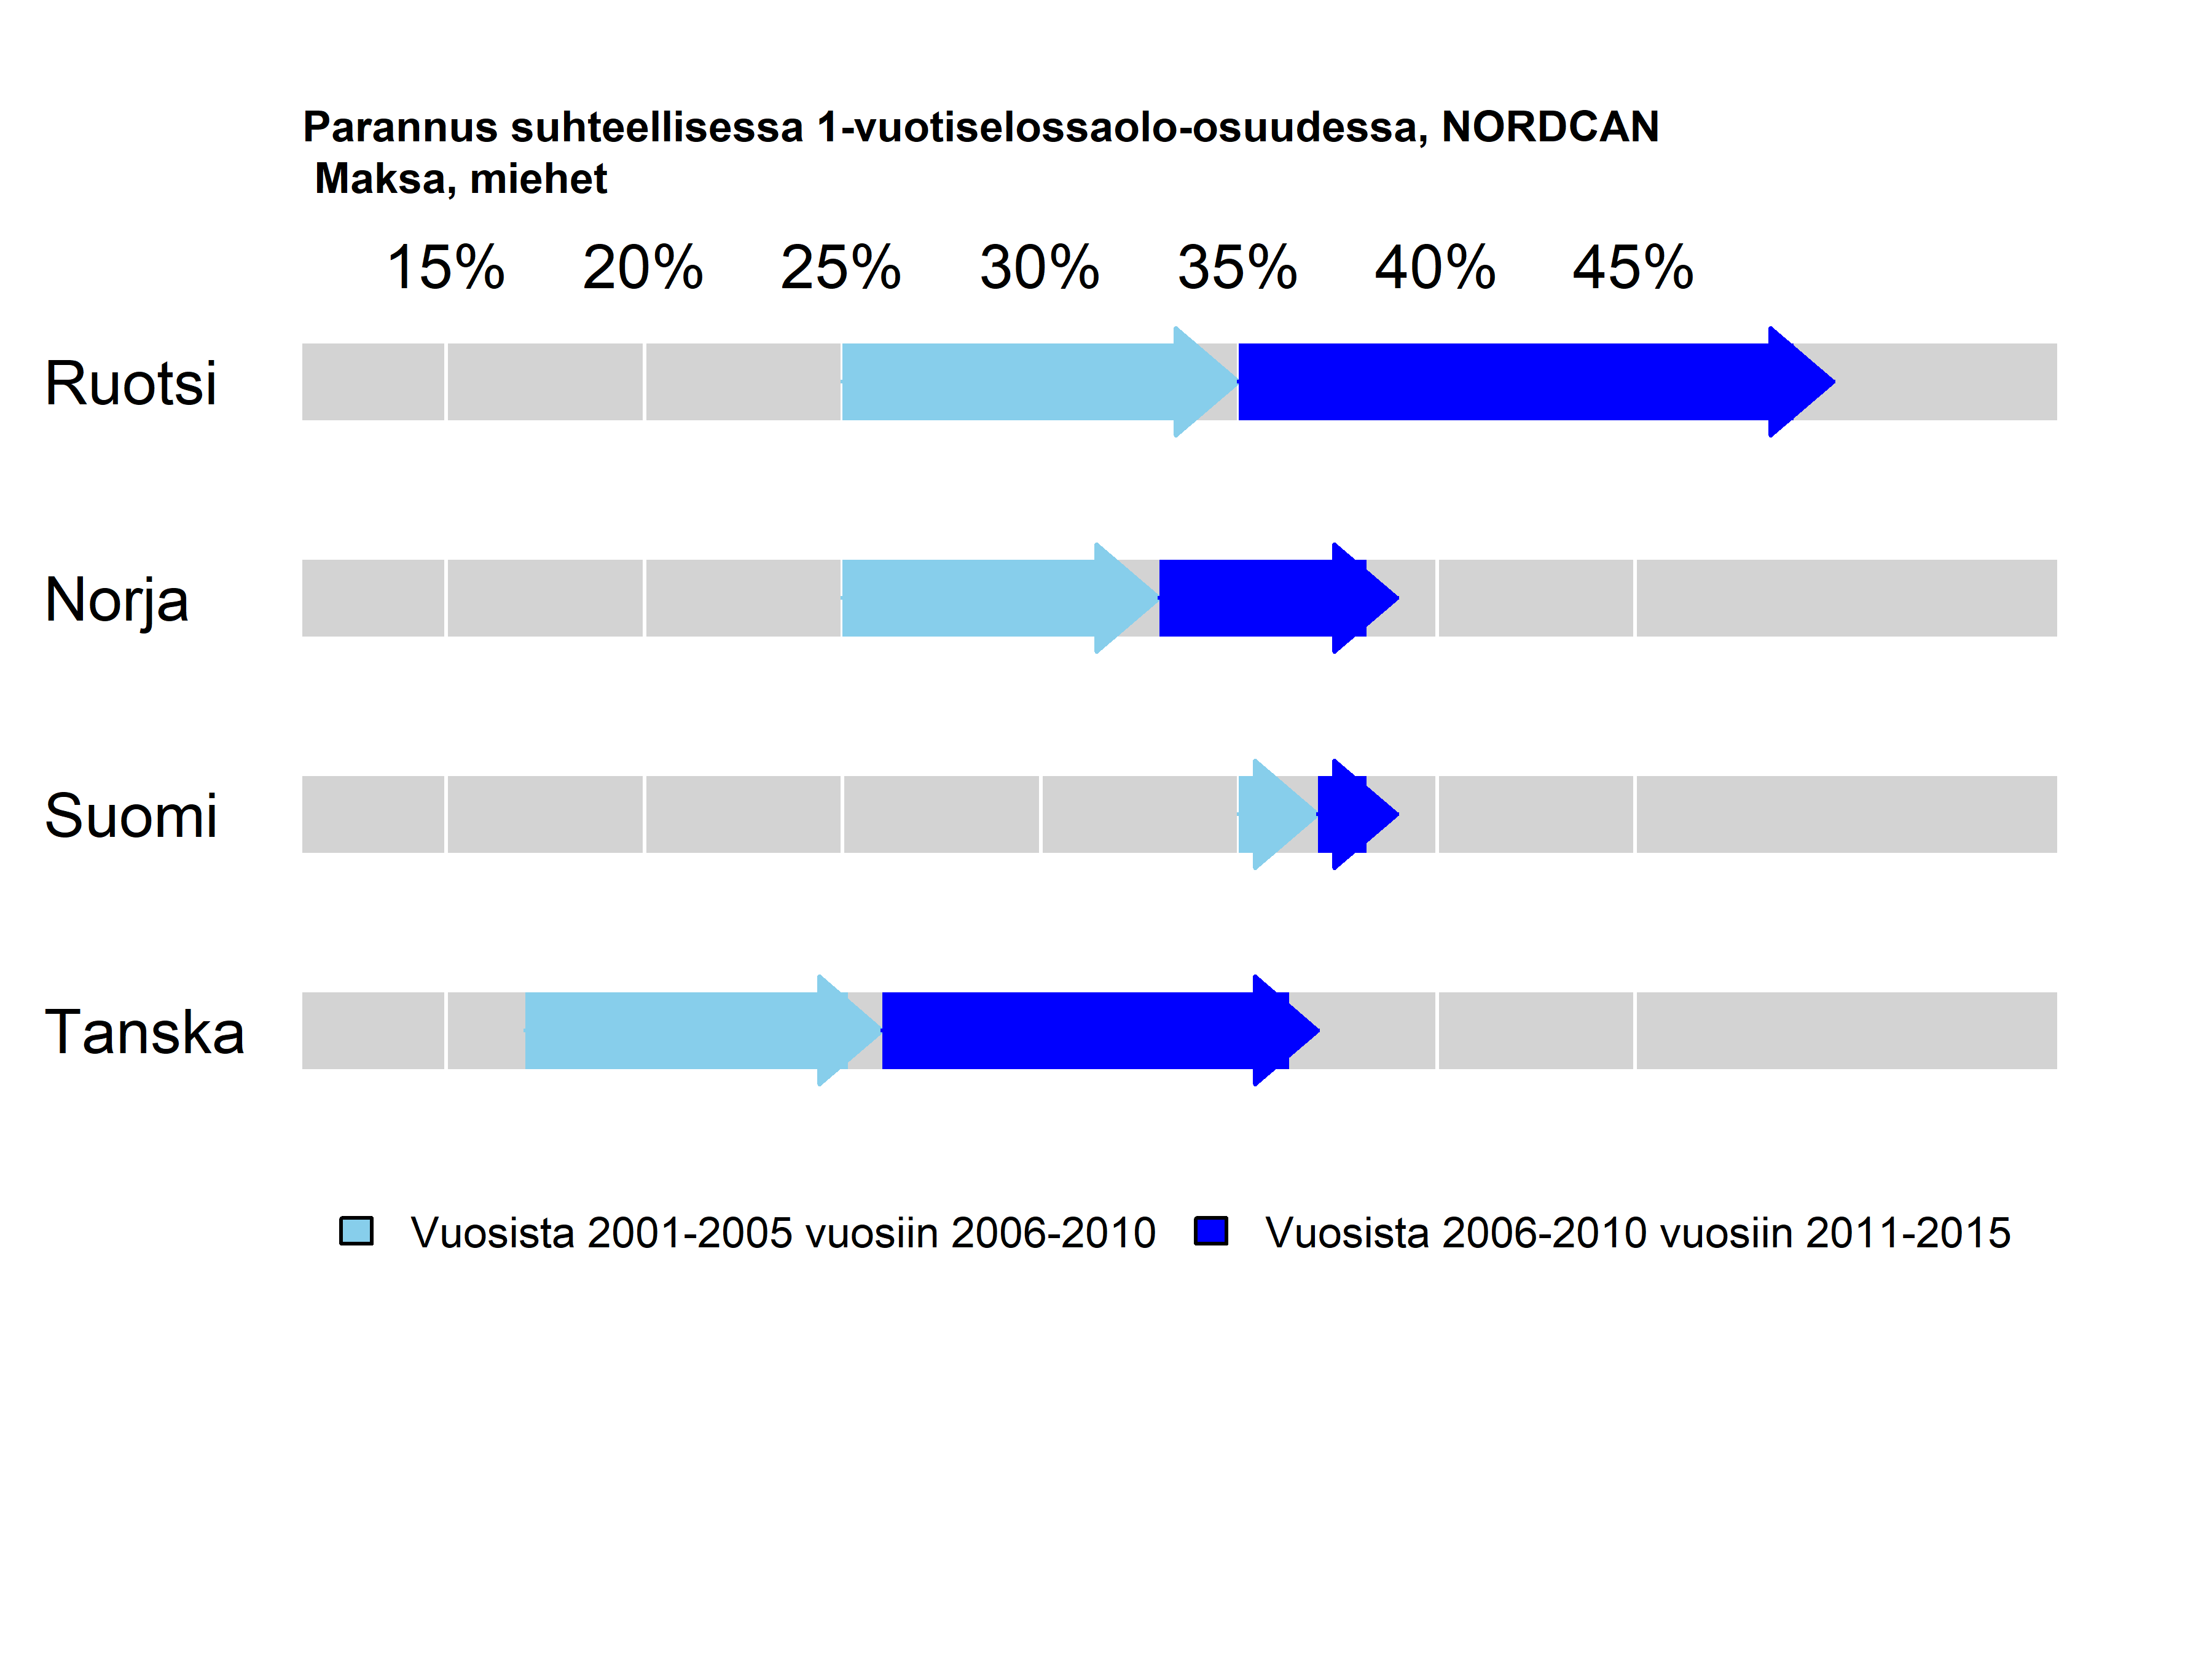 Parannus suhteellisessa 1-vuotiselossaolo-osuudessa, NORDCAN
Maksa, miehet
15% 20% 25% 30% 35% 40% 45%
Ruotsi
Norja
Suomi
Tanska
Vuosista 2001-2005 vuosiin 2006-2010 Vuosista 2006-2010 vuosiin 2011-2015